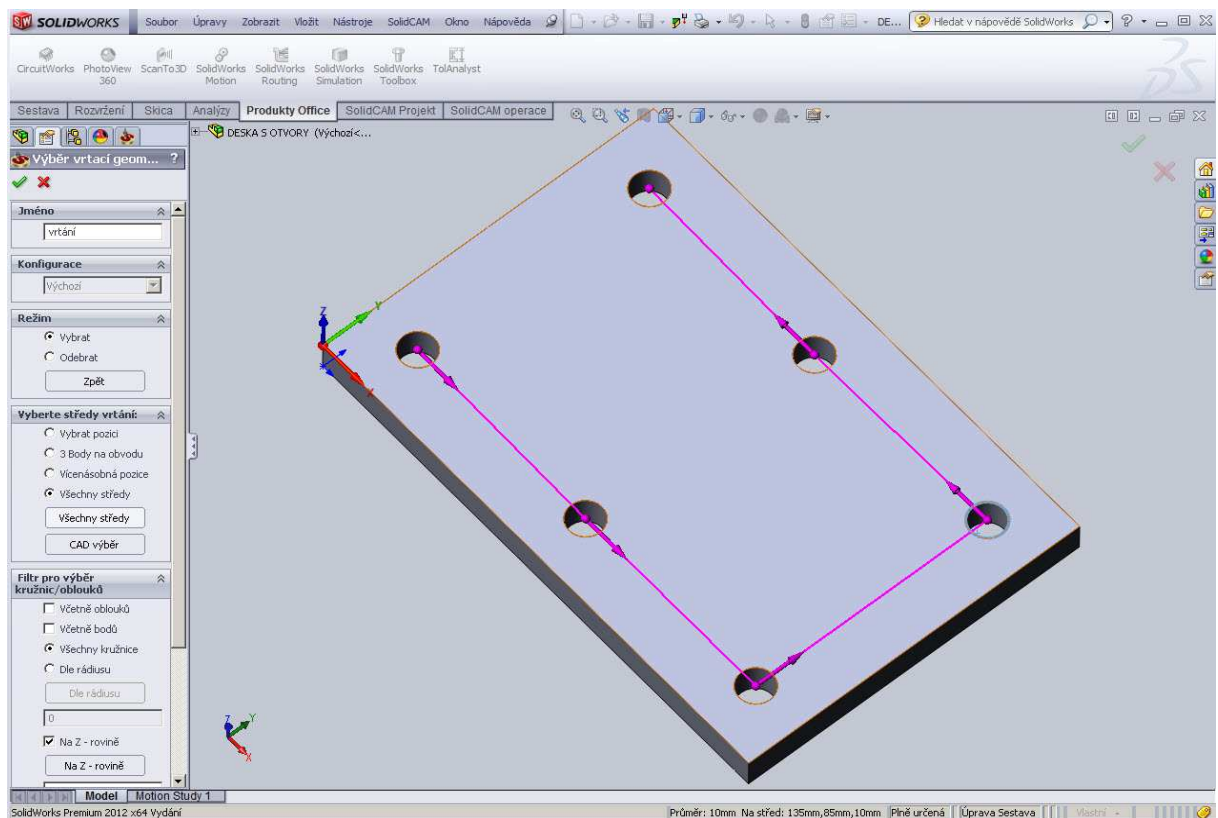 SOLIDWORKS Soubor Úpravy Zobrazit Vložit Nástroje SolidCAM Okno Nápověda DE... Hledat v nápovědě SolidWorks
CircuitWorks PhotoView 360 ScanTo3D SolidWorks Motion SolidWorks Routing SolidWorks Simulation SolidWorks Toolbox TolAnalyst
Sestava Rozvržení Skica Analýzy Produkty Office SolidCAM Projekt SolidCAM operace
DESKA S OTVORY (Výchozí<...
Výběr vrtací geom... ?
Jméno
vrtání
Konfigurace
Výchozí
Režim
Vybrat
Odebrat
Zpět
Vyberte středy vrtání:
Vybrat pozici
3 Body na obvodu
Vícenásobná pozice
Všechny středy
Všechny středy
CAD výběr
Filtr pro výběr
kružnic/oblouků
Včetně oblouků
Včetně bodů
Všechny kružnice
Dle rádiusu
Dle rádiusu
0
Na Z - rovině
Na Z - rovině
Z
Y
X
Z
Y
X
Model Motion Study 1
SolidWorks Premium 2012 x64 Vydání Průměr: 10mm Na střed: 135mm,85mm,10mm Plně určená Úprava Sestava Vlastní